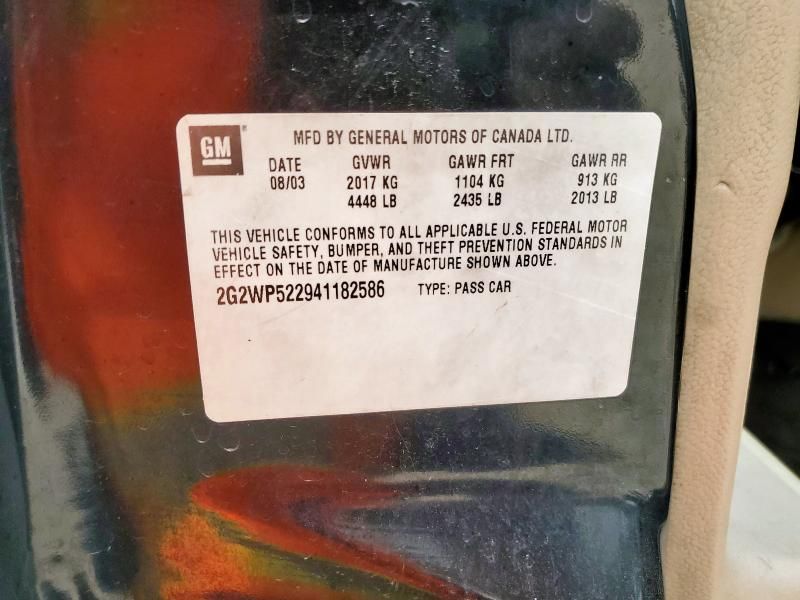 GM
MFD BY GENERAL MOTORS OF CANADA LTD.
DATE GVWR GAWR FRT GAWR RR
08/03 2017 KG 1104 KG 913 KG
4448 LB 2435 LB 2013 LB
THIS VEHICLE CONFORMS TO ALL APPLICABLE U.S. FEDERAL MOTOR
VEHICLE SAFETY, BUMPER, AND THEFT PREVENTION STANDARDS IN
EFFECT ON THE DATE OF MANUFACTURE SHOWN ABOVE.
2G2WP522941182586 TYPE: PASS CAR